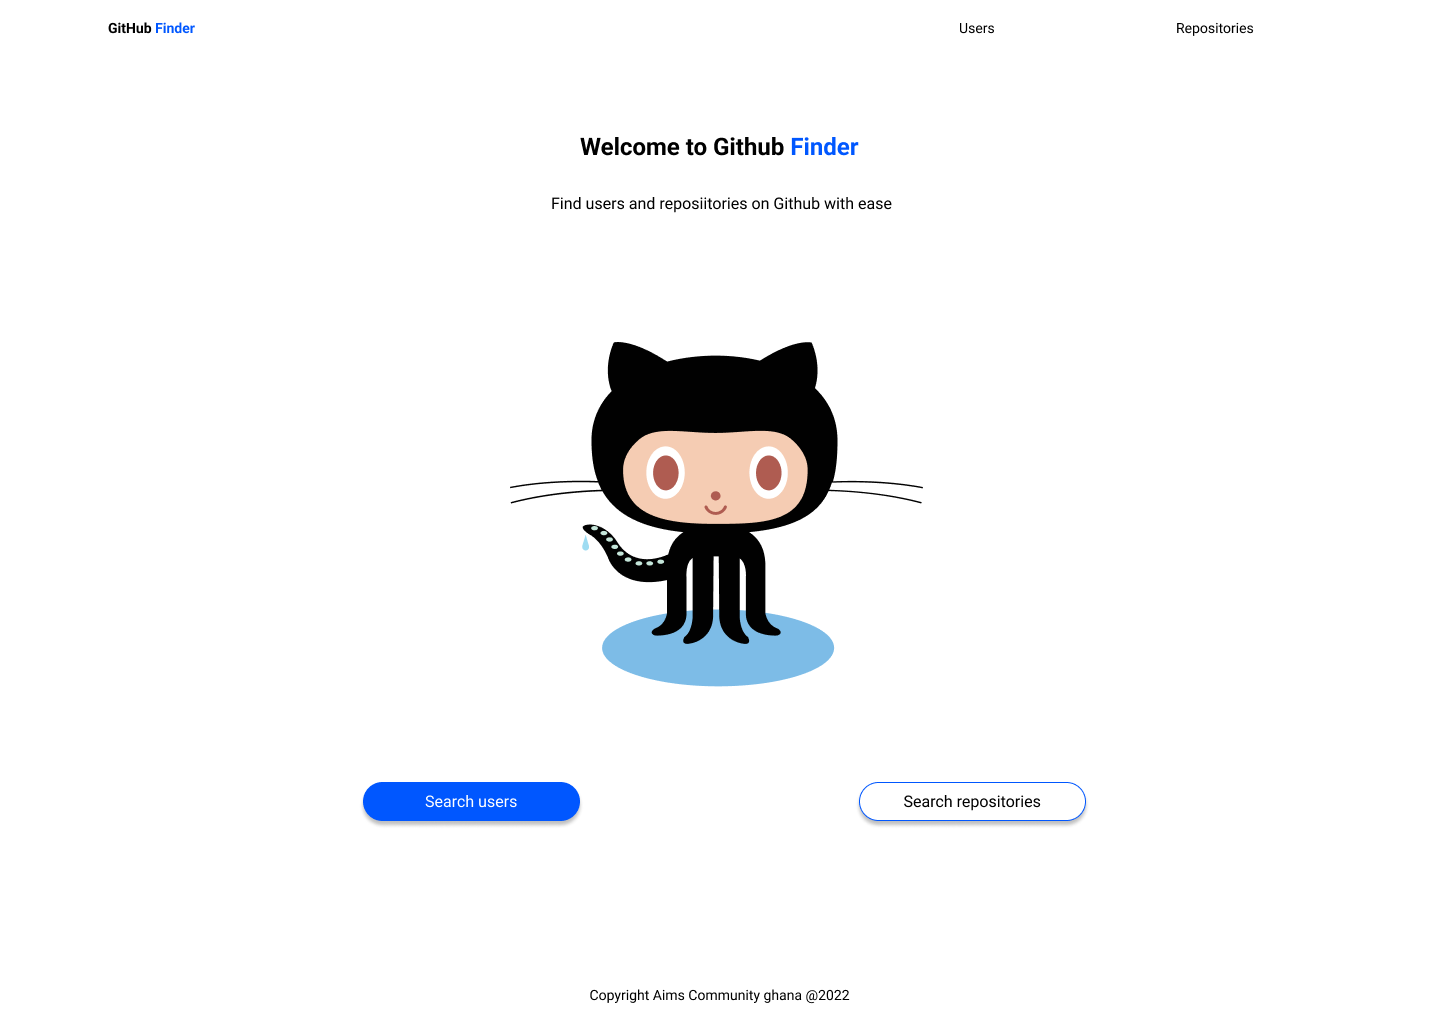 GitHub Finder
Users
Repositories
Welcome to Github Finder
Find users and reposiitories on Github with ease
Search users
Search repositories
Copyright Aims Community ghana @2022